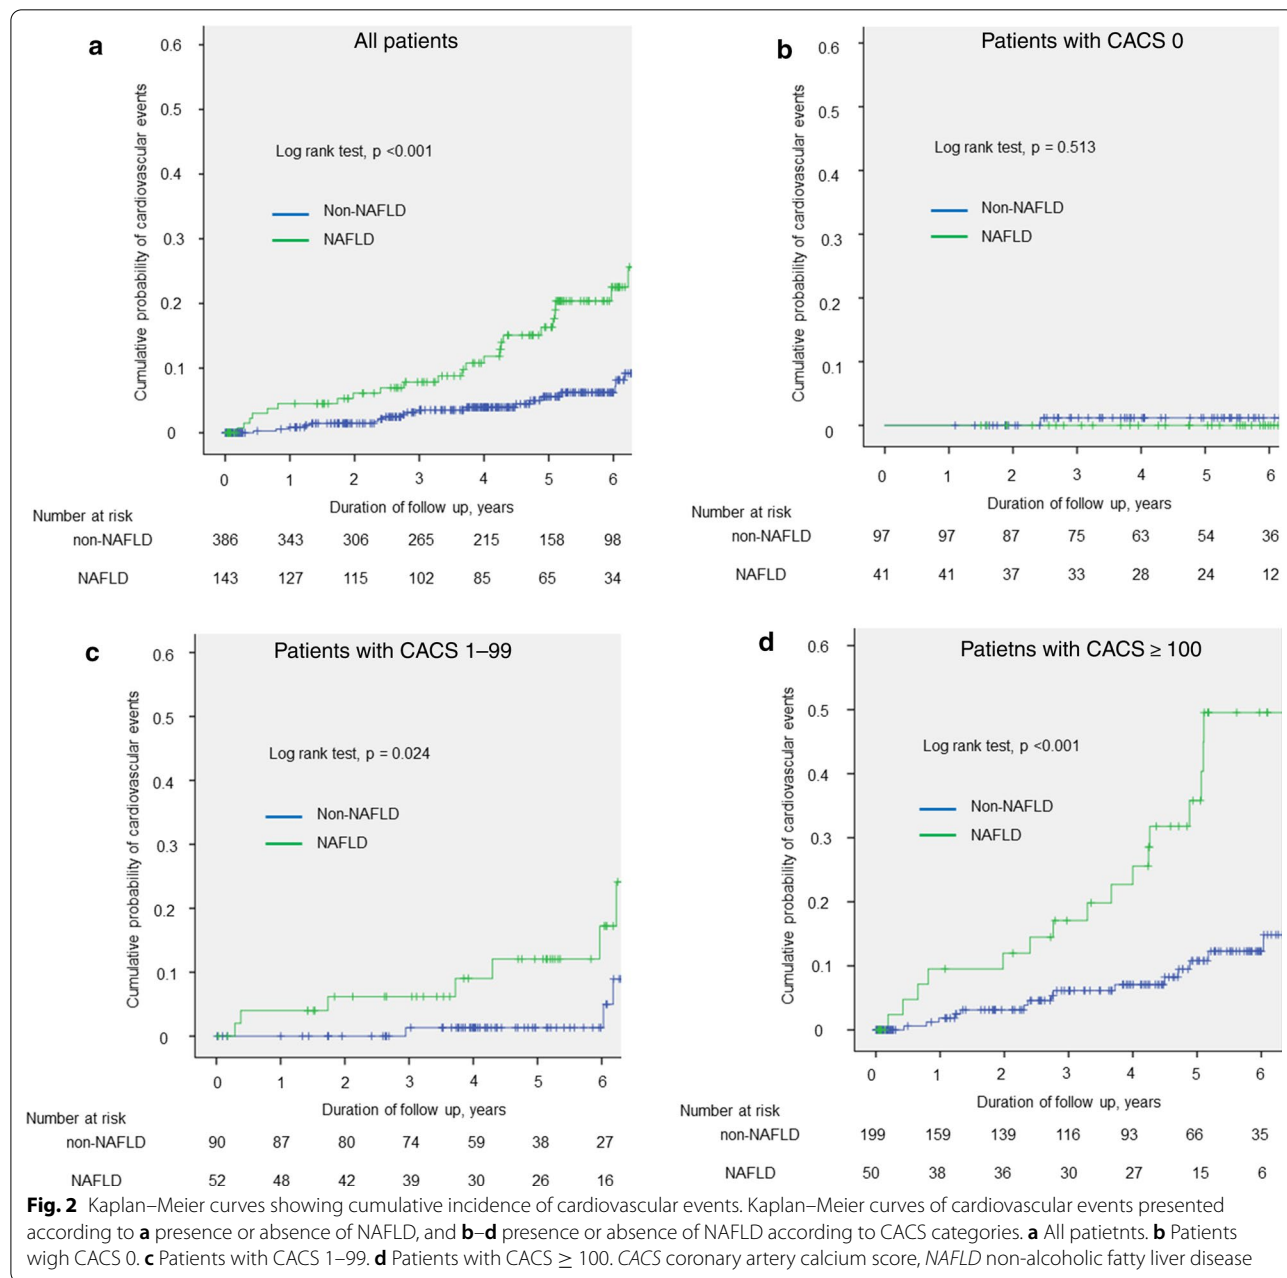 a
All patients
0.6
0.5
0.4
0.3
0.2
0.1
0
Cumulative probability of cardiovascular events
Log rank test, p <0.001
Non-NAFLD
NAFLD
0 1 2 3 4 5 6
Duration of follow up, years
Number at risk
non-NAFLD 386 343 306 265 215 158 98
NAFLD 143 127 115 102 85 65 34
b
Patients with CACS 0
0.6
0.5
0.4
0.3
0.2
0.1
0
Cumulative probability of cardiovascular events
Log rank test, p = 0.513
Non-NAFLD
NAFLD
0 1 2 3 4 5 6
Duration of follow up, years
Number at risk
non-NAFLD 97 97 87 75 63 54 36
NAFLD 41 41 37 33 28 24 12
c
Patients with CACS 1–99
0.6
0.5
0.4
0.3
0.2
0.1
0
Cumulative probability of cardiovascular events
Log rank test, p = 0.024
Non-NAFLD
NAFLD
0 1 2 3 4 5 6
Duration of follow up, years
Number at risk
non-NAFLD 90 87 80 74 59 38 27
NAFLD 52 48 42 39 30 26 16
d
Patietns with CACS ≥ 100
0.6
0.5
0.4
0.3
0.2
0.1
0
Cumulative probability of cardiovascular events
Log rank test, p <0.001
Non-NAFLD
NAFLD
0 1 2 3 4 5 6
Duration of follow up, years
Number at risk
non-NAFLD 199 159 139 116 93 66 35
NAFLD 50 38 36 30 27 15 6
Fig. 2 Kaplan–Meier curves showing cumulative incidence of cardiovascular events. Kaplan–Meier curves of cardiovascular events presented
according to a presence or absence of NAFLD, and b–d presence or absence of NAFLD according to CACS categories. a All patietnts. b Patients
wigh CACS 0. c Patients with CACS 1–99. d Patients with CACS ≥ 100. CACS coronary artery calcium score, NAFLD non-alcoholic fatty liver disease